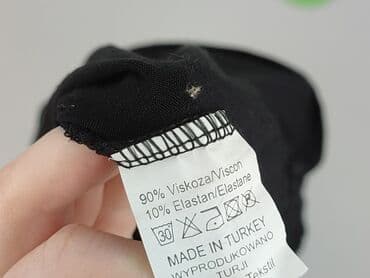 90% Viskoza/Viscon
10% Elastan/Elastane
30
MADE IN TURKEY
WYPRODUKOWANO
TURJI
Tekstil